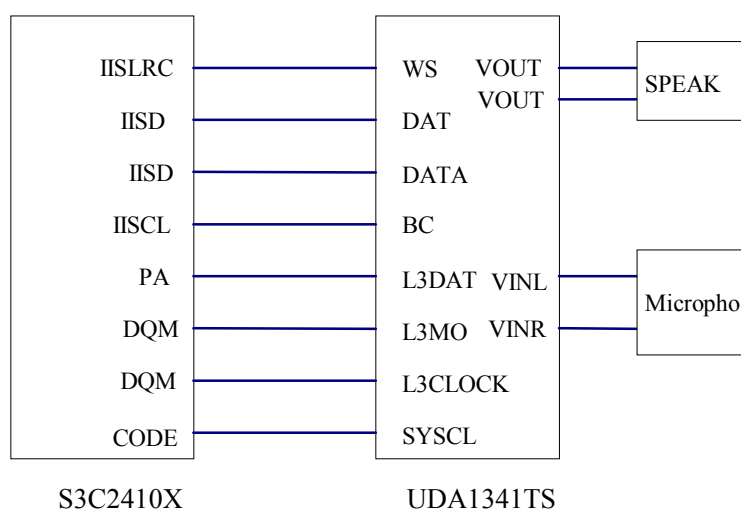 IISLRC
IISD
IISD
IISCL
PA
DQM
DQM
CODE
S3C2410X
WS
DAT
DATA
BC
L3DAT
L3MO
L3CLOCK
SYSCL
VOUT
VOUT
VINL
VINR
UDA1341TS
SPEAK
Micropho